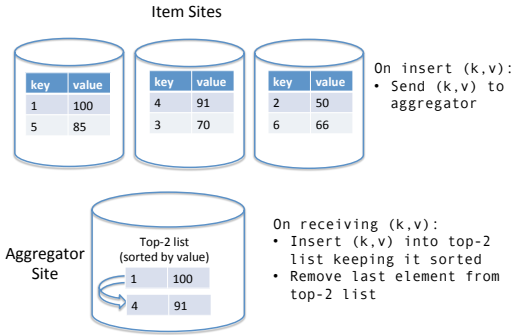 Item Sites
key value
1 100
5 85
key value
4 91
3 70
key value
2 50
6 66
On insert (k,v):
• Send (k,v) to
aggregator
Aggregator
Site
Top-2 list
(sorted by value)
1 100
4 91
On receiving (k,v):
• Insert (k,v) into top-2
list keeping it sorted
• Remove last element from
top-2 list